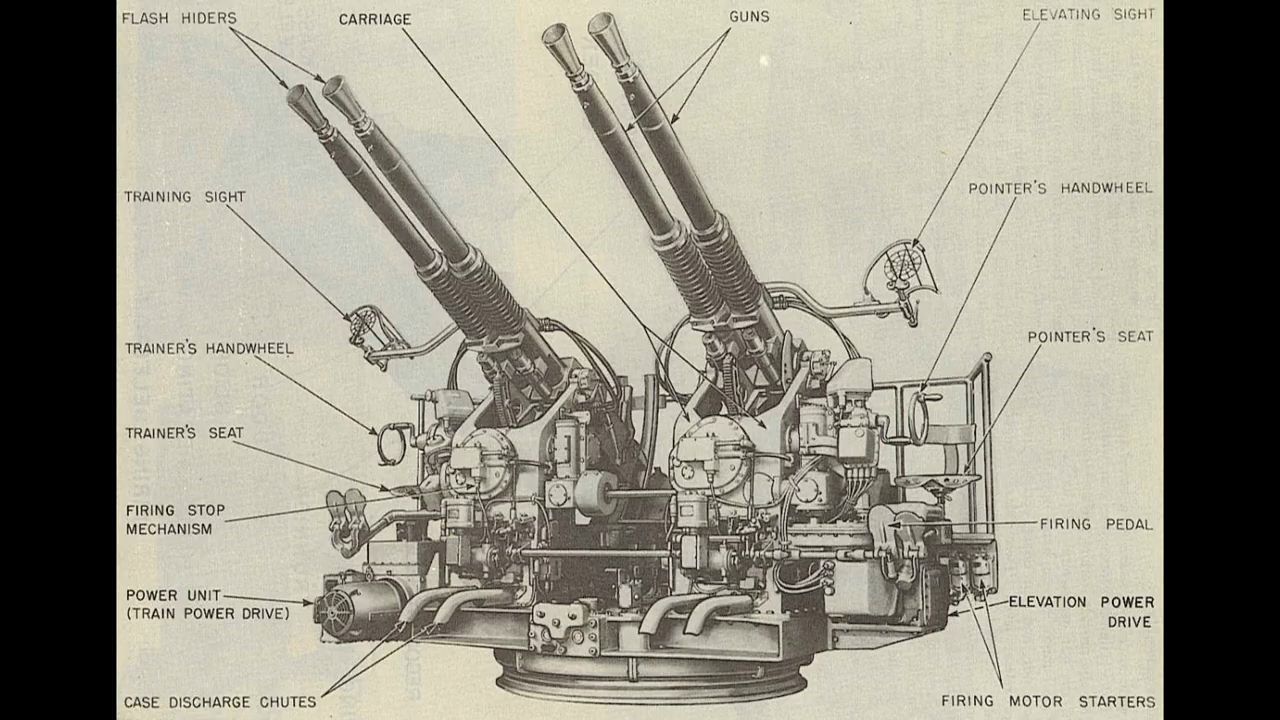 FLASH HIDERS
CARRIAGE
GUNS
ELEVATING SIGHT
TRAINING SIGHT
POINTER'S HANDWHEEL
TRAINER'S HANDWHEEL
POINTER'S SEAT
TRAINER'S SEAT
FIRING STOP
MECHANISM
FIRING PEDAL
POWER UNIT
(TRAIN POWER DRIVE)
ELEVATION POWER
DRIVE
CASE DISCHARGE CHUTES
FIRING MOTOR STARTERS